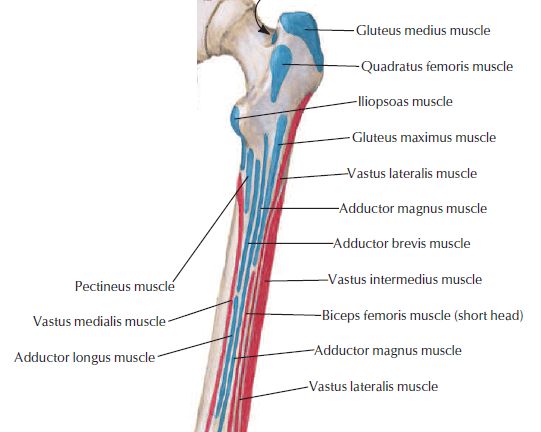 Gluteus medius muscle
Quadratus femoris muscle
Iliopsoas muscle
Gluteus maximus muscle
Vastus lateralis muscle
Adductor magnus muscle
Adductor brevis muscle
Vastus intermedius muscle
Pectineus muscle
Biceps femoris muscle (short head)
Vastus medialis muscle
Adductor magnus muscle
Adductor longus muscle
Vastus lateralis muscle